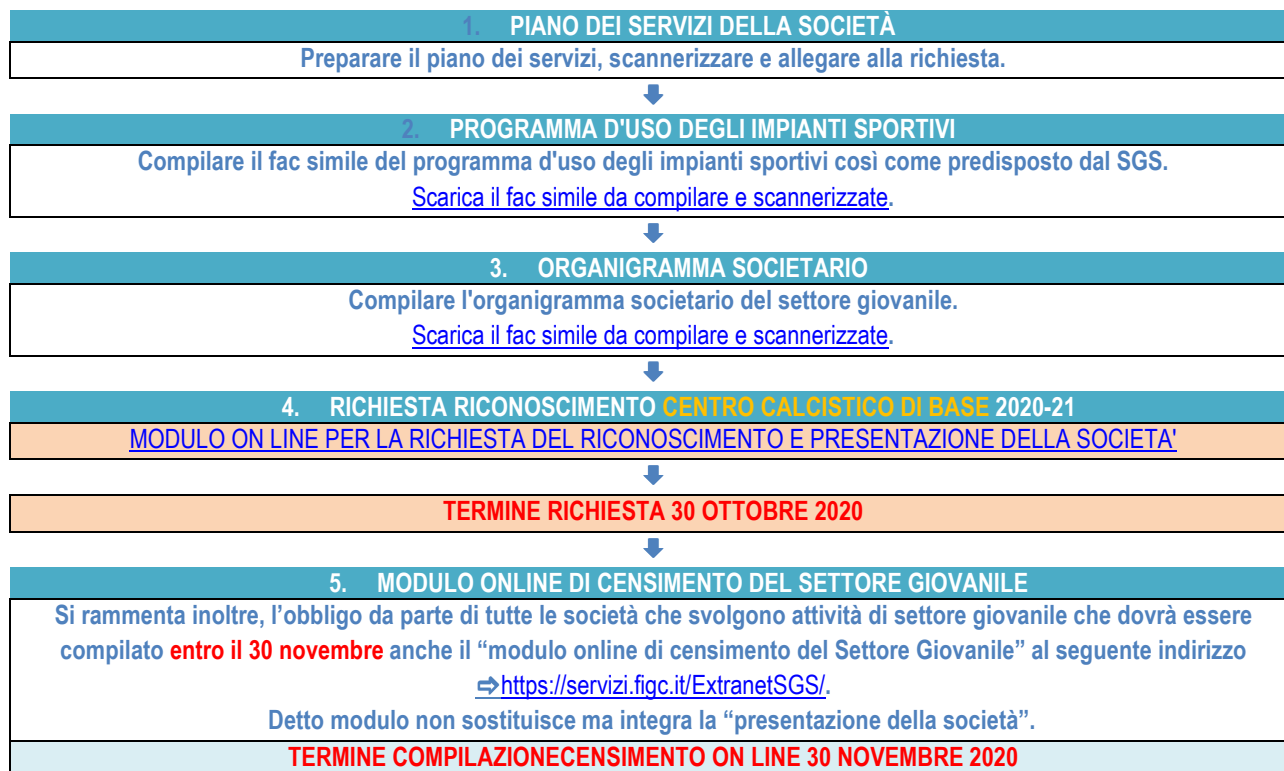 1. PIANO DEI SERVIZI DELLA SOCIETÀ
Preparare il piano dei servizi, scannerizzare e allegare alla richiesta.
2. PROGRAMMA D'USO DEGLI IMPIANTI SPORTIVI
Compilare il fac simile del programma d'uso degli impianti sportivi così come predisposto dal SGS.
Scarica il fac simile da compilare e scannerizzate.
3. ORGANIGRAMMA SOCIETARIO
Compilare l'organigramma societario del settore giovanile.
Scarica il fac simile da compilare e scannerizzate.
4. RICHIESTA RICONOSCIMENTO CENTRO CALCISTICO DI BASE 2020-21
MODULO ON LINE PER LA RICHIESTA DEL RICONOSCIMENTO E PRESENTAZIONE DELLA SOCIETA'
TERMINE RICHIESTA 30 OTTOBRE 2020
5. MODULO ONLINE DI CENSIMENTO DEL SETTORE GIOVANILE
Si rammenta inoltre, l’obbligo da parte di tutte le società che svolgono attività di settore giovanile che dovrà essere
compilato entro il 30 novembre anche il “modulo online di censimento del Settore Giovanile” al seguente indirizzo
⇨https://servizi.figc.it/ExtranetSGS/.
Detto modulo non sostituisce ma integra la “presentazione della società”.
TERMINE COMPILAZIONECENSIMENTO ON LINE 30 NOVEMBRE 2020